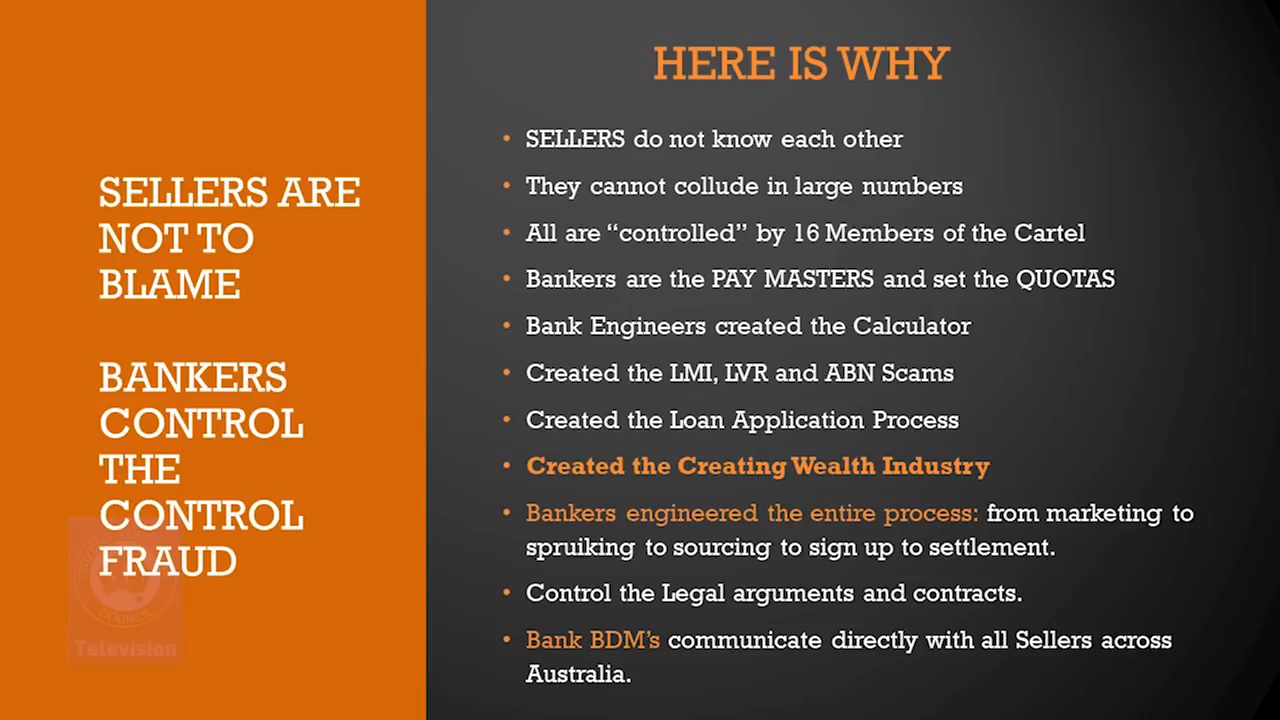 SELLERS ARE
NOT TO
BLAME
BANKERS
CONTROL
THE
CONTROL
FRAUD
HERE IS WHY
• SELLERS do not know each other
• They cannot collude in large numbers
• All are “controlled” by 16 Members of the Cartel
• Bankers are the PAY MASTERS and set the QUOTAS
• Bank Engineers created the Calculator
• Created the LMI, LVR and ABN Scams
• Created the Loan Application Process
• Created the Creating Wealth Industry
• Bankers engineered the entire process: from marketing to
spruiking to sourcing to sign up to settlement.
• Control the Legal arguments and contracts.
• Bank BDM’s communicate directly with all Sellers across
Australia.
COUNCIL
Television